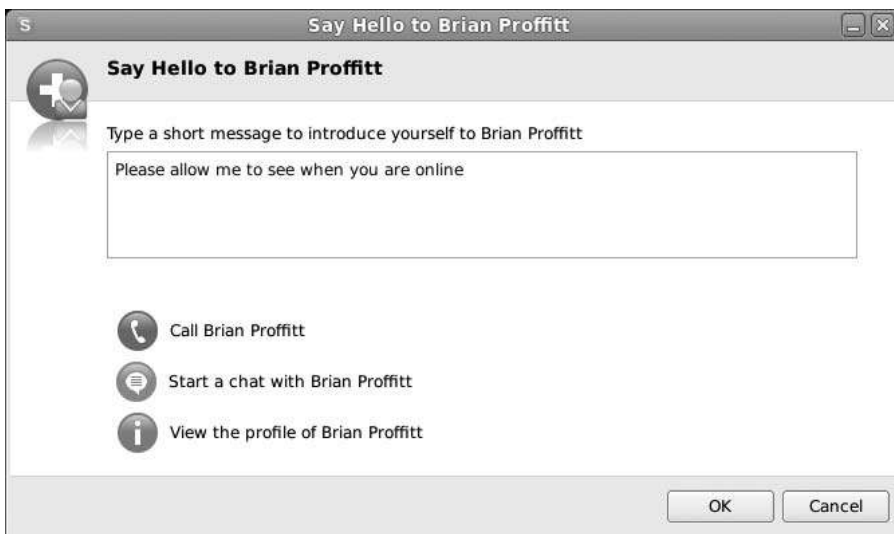 S Say Hello to Brian Proffitt
Say Hello to Brian Proffitt
Type a short message to introduce yourself to Brian Proffitt
Please allow me to see when you are online
Call Brian Proffitt
Start a chat with Brian Proffitt
View the profile of Brian Proffitt
OK Cancel